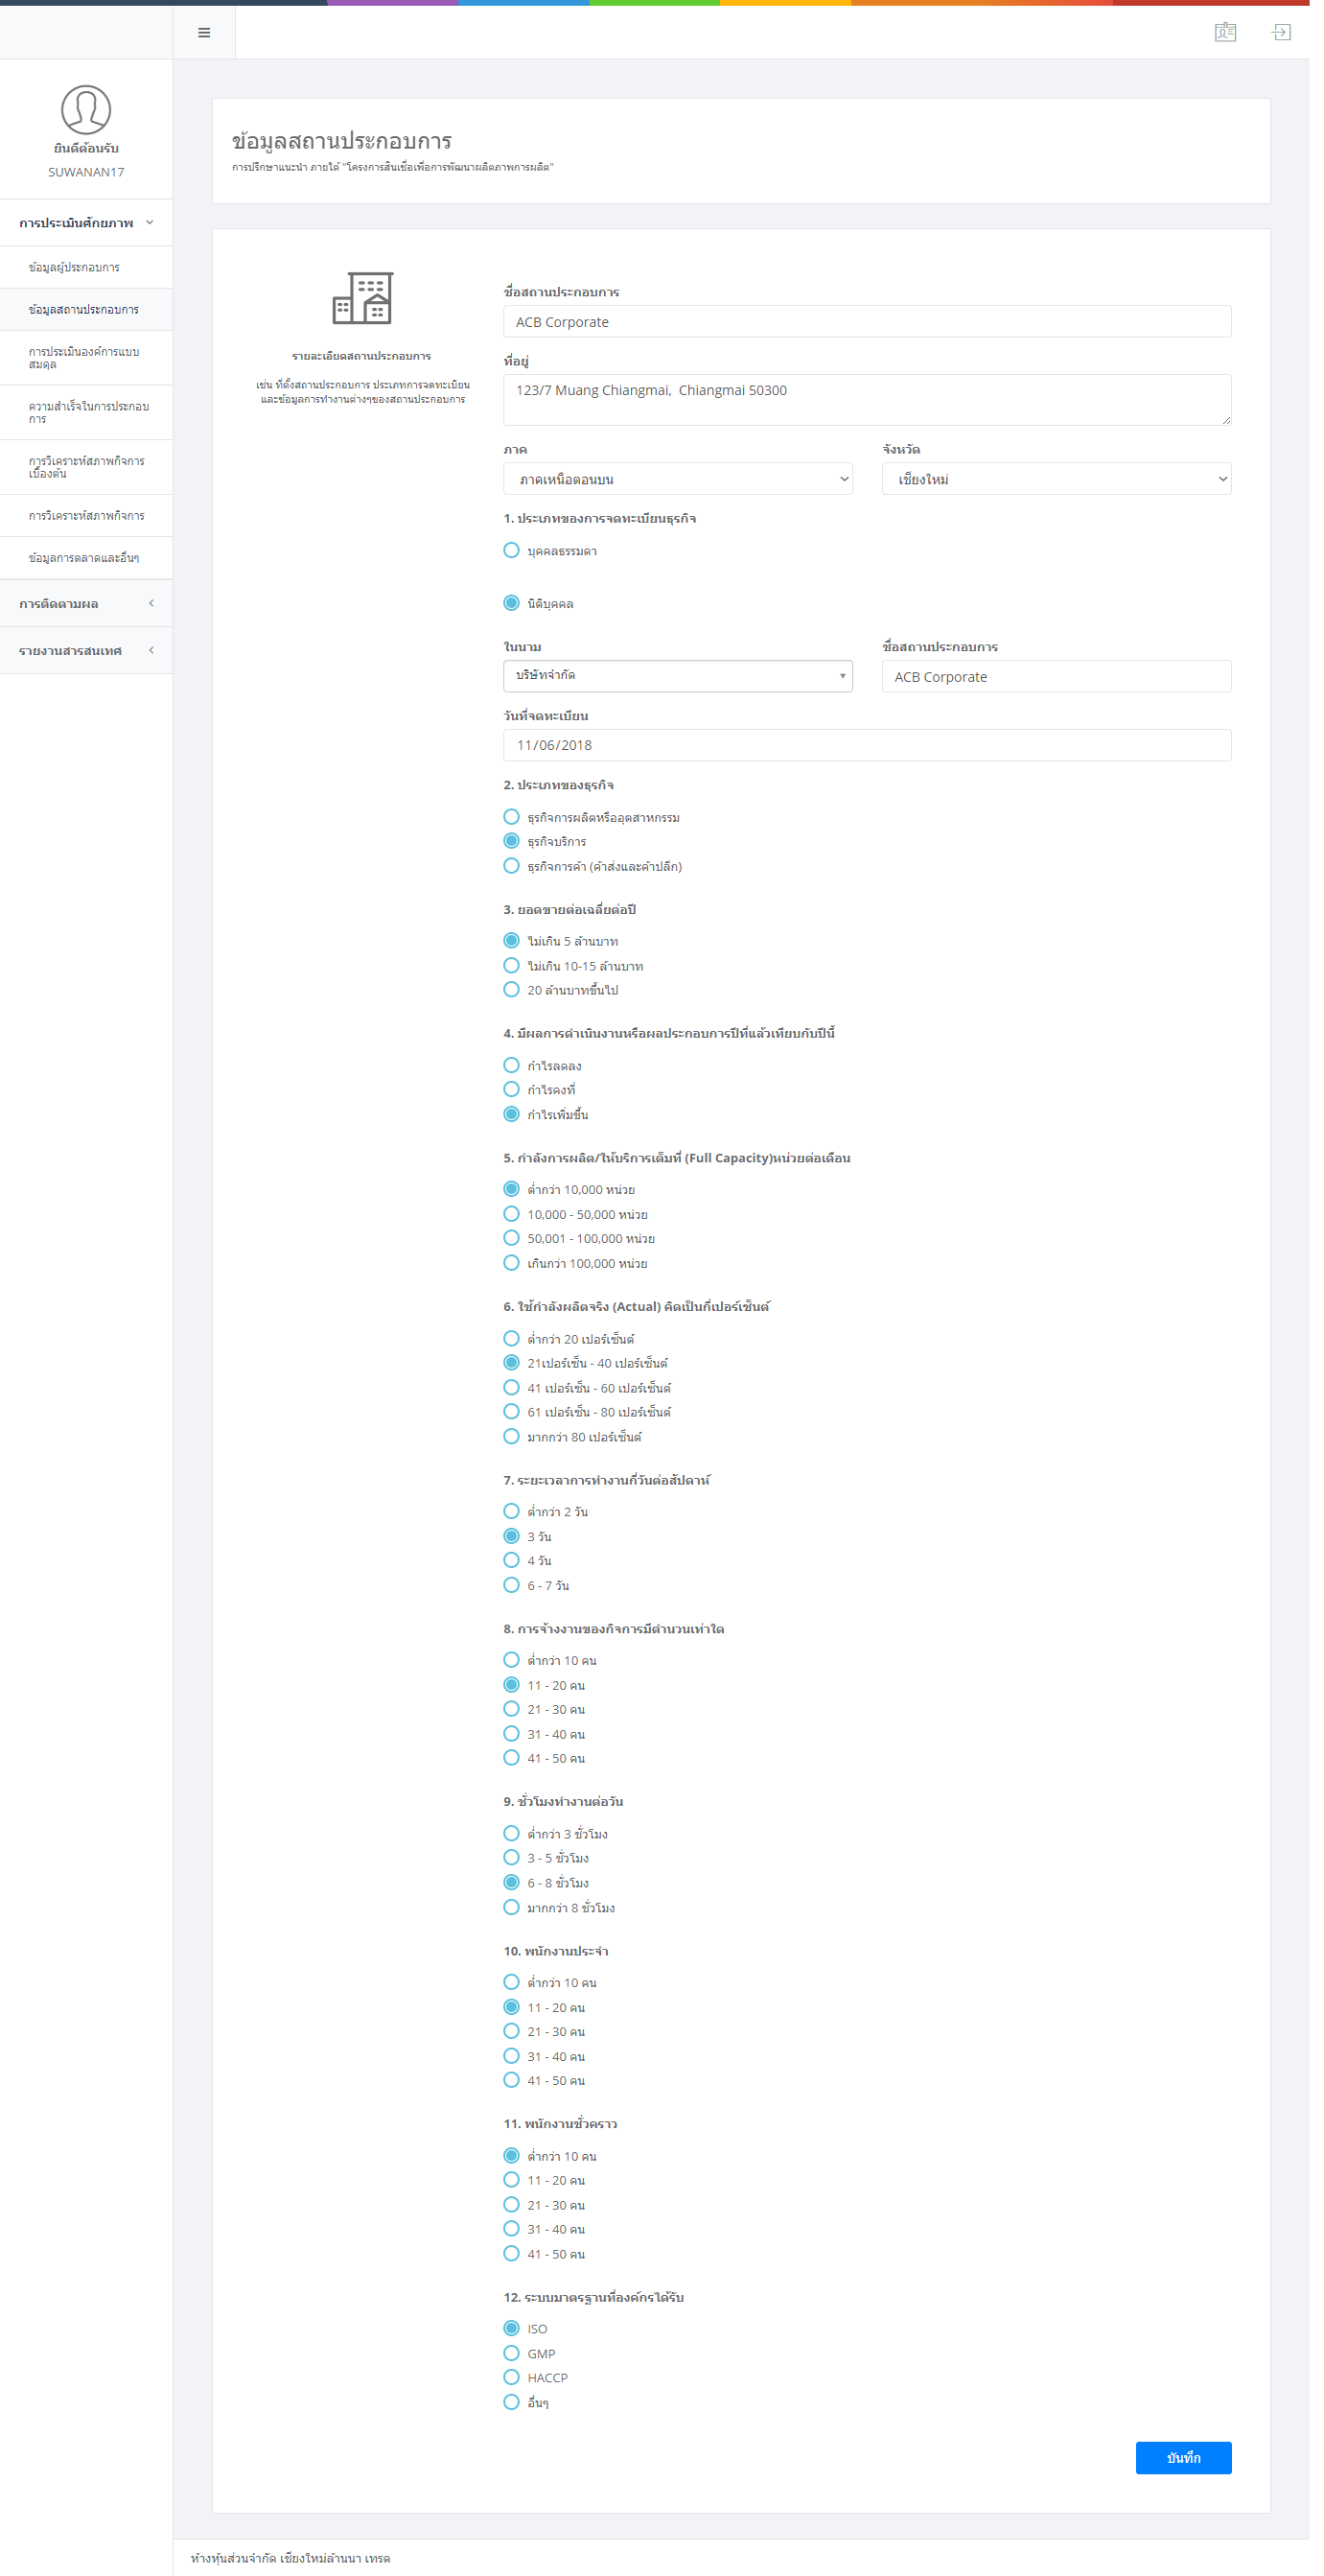 ยินดีต้อนรับ
SUWANAN17
การประเมินศักยภาพ
ข้อมูลผู้ประกอบการ
ข้อมูลสถานประกอบการ
การประเมินองค์การแบบ
สมดุล
ความสำเร็จในการประกอบ
การ
การวิเคราะห์สภาพกิจการ
เบื้องต้น
การวิเคราะห์สภาพกิจการ
ข้อมูลการตลาดและอื่นๆ
การติดตามผล
รายงานสารสนเทศ
ข้อมูลสถานประกอบการ
การปรึกษาแนะนำ ภายใต้ "โครงการสินเชื่อเพื่อการพัฒนาผลิตภาพการผลิต"
รายละเอียดสถานประกอบการ
เช่น ที่ตั้งสถานประกอบการ ประเภทการจดทะเบียน
และข้อมูลการทำงานต่างๆของสถานประกอบการ
ชื่อสถานประกอบการ
ACB Corporate
ที่อยู่
123/7 Muang Chiangmai,  Chiangmai 50300
ภาค
จังหวัด
ภาคเหนือตอนบน
เชียงใหม่
1. ประเภทของการจดทะเบียนธุรกิจ
บุคคลธรรมดา
นิติบุคคล
ในนาม
ชื่อสถานประกอบการ
บริษัทจำกัด
ACB Corporate
วันที่จดทะเบียน
11/06/2018
2. ประเภทของธุรกิจ
ธุรกิจการผลิตหรืออุตสาหกรรม
ธุรกิจบริการ
ธุรกิจการค้า (ค้าส่งและค้าปลีก)
3. ยอดขายต่อเฉลี่ยต่อปี
ไม่เกิน 5 ล้านบาท
ไม่เกิน 10-15 ล้านบาท
20 ล้านบาทขึ้นไป
4. มีผลการดำเนินงานหรือผลประกอบการปีที่แล้วเทียบกับปีนี้
กำไรลดลง
กำไรคงที่
กำไรเพิ่มขึ้น
5. กำลังการผลิต/ให้บริการเต็มที่ (Full Capacity)หน่วยต่อเดือน
ต่ำกว่า 10,000 หน่วย
10,000 - 50,000 หน่วย
50,001 - 100,000 หน่วย
เกินกว่า 100,000 หน่วย
6. ใช้กำลังผลิตจริง (Actual) คิดเป็นกี่เปอร์เซ็นต์
ต่ำกว่า 20 เปอร์เซ็นต์
21เปอร์เซ็น - 40 เปอร์เซ็นต์
41 เปอร์เซ็น - 60 เปอร์เซ็นต์
61 เปอร์เซ็น - 80 เปอร์เซ็นต์
มากกว่า 80 เปอร์เซ็นต์
7. ระยะเวลาการทำงานกี่วันต่อสัปดาห์
ต่ำกว่า 2 วัน
3 วัน
4 วัน
6 - 7 วัน
8. การจ้างงานของกิจการมีตำนวนเท่าใด
ต่ำกว่า 10 คน
11 - 20 คน
21 - 30 คน
31 - 40 คน
41 - 50 คน
9. ชั่วโมงทำงานต่อวัน
ต่ำกว่า 3 ชั่วโมง
3 - 5 ชั่วโมง
6 - 8 ชั่วโมง
มากกว่า 8 ชั่วโมง
10. พนักงานประจำ
ต่ำกว่า 10 คน
11 - 20 คน
21 - 30 คน
31 - 40 คน
41 - 50 คน
11. พนักงานชั่วคราว
ต่ำกว่า 10 คน
11 - 20 คน
21 - 30 คน
31 - 40 คน
41 - 50 คน
12. ระบบมาตรฐานที่องค์กรได้รับ
ISO
GMP
HACCP
อื่นๆ
บันทึก
ห้างหุ้นส่วนจำกัด เชียงใหม่ล้านนา เทรด